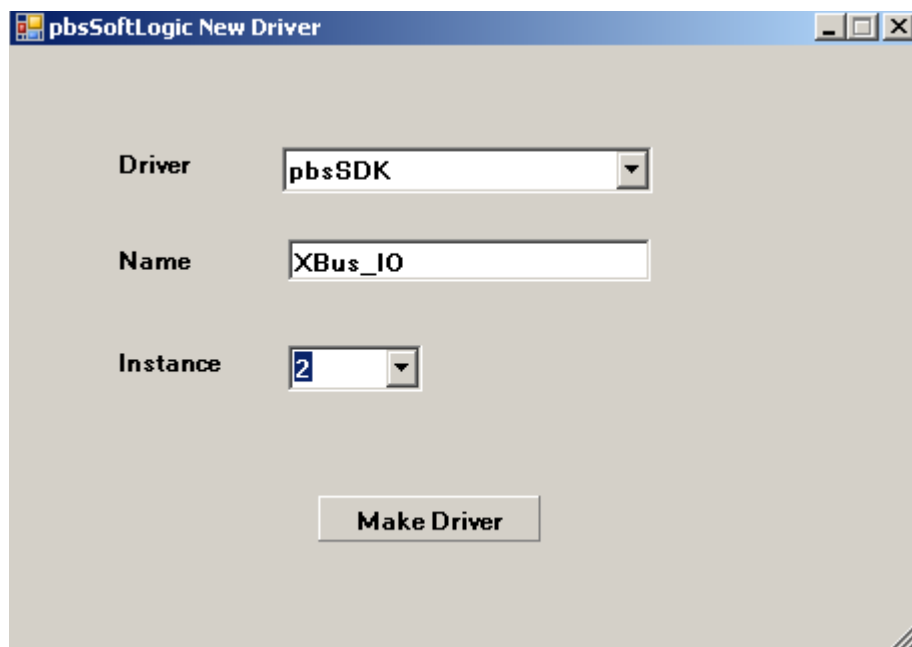 pbsSoftLogic New Driver
Driver pbsSDK
Name XBus_IO
Instance 2
Make Driver